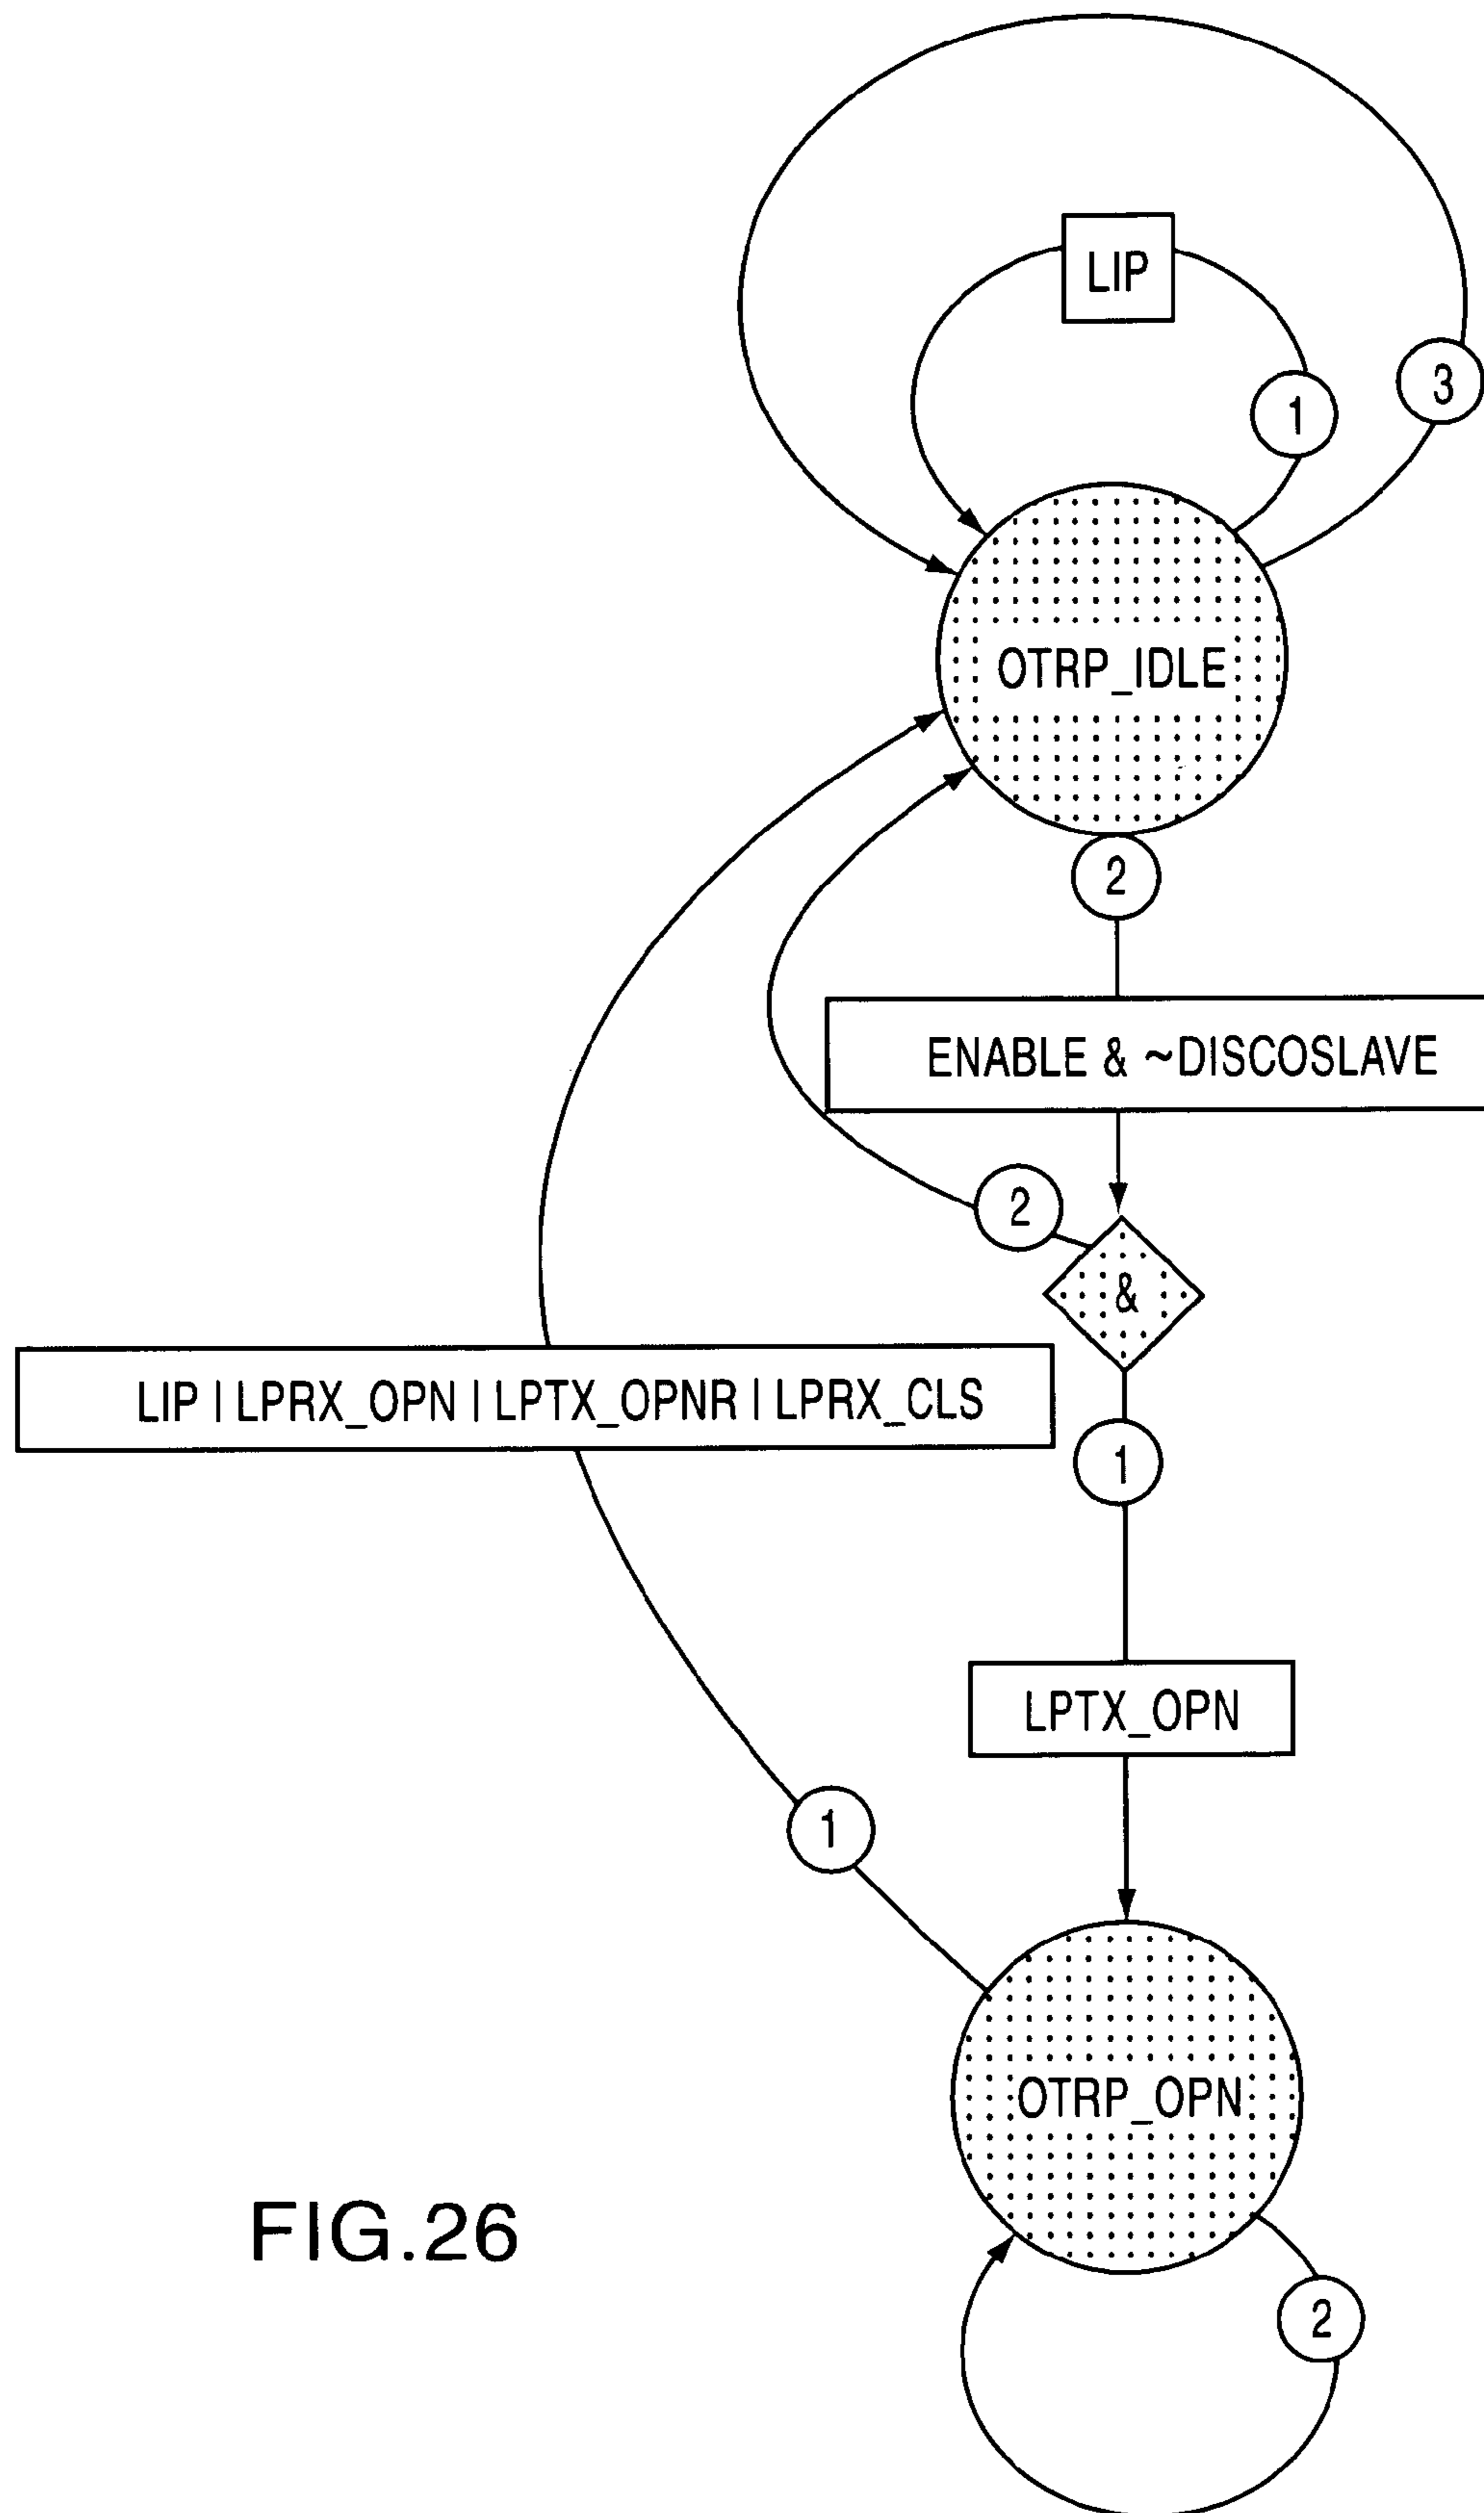 LIP
3
1
OTRP_IDLE
2
ENABLE & ~DISCOSLAVE
2
&
LIP | LPRX_OPN | LPTX_OPNR | LPRX_CLS
1
LPTX_OPN
1
OTRP_OPN
FIG.26
2